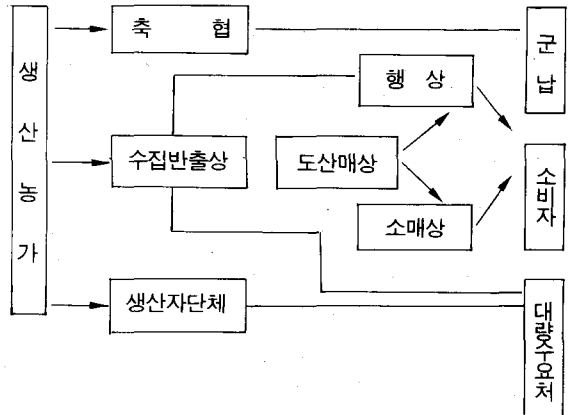 생산농가
축 협
군납
행 상
수집반출상
도산매상
소비자
소매상
생산자단체
대량수요처